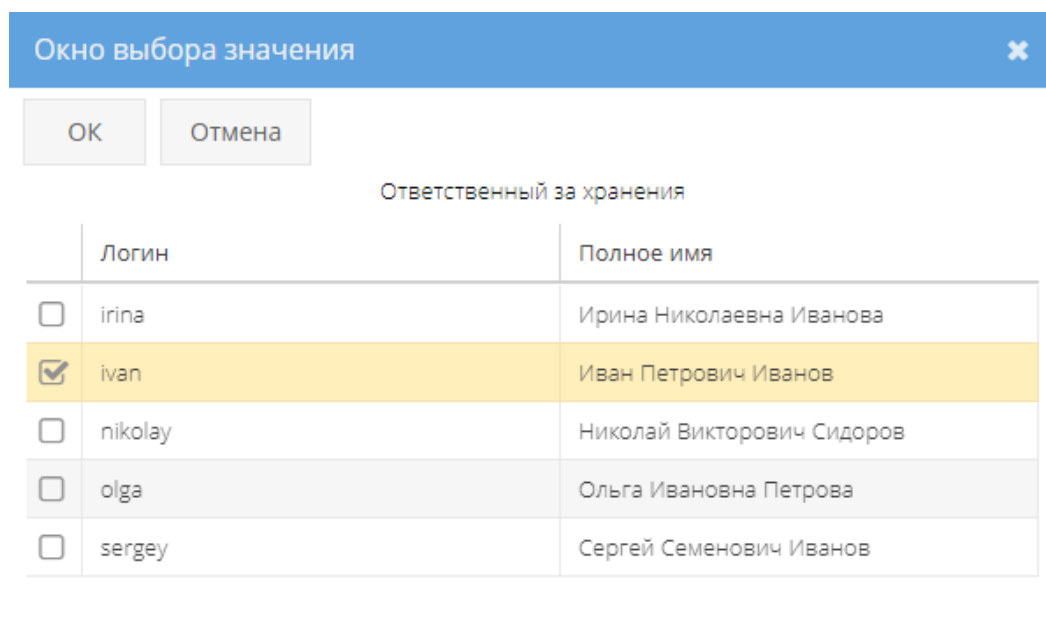 Окно выбора значения
ОК Отмена
Ответственный за хранения
Логин Полное имя
irina Ирина Николаевна Иванова
ivan Иван Петрович Иванов
nikolay Николай Викторович Сидоров
olga Ольга Ивановна Петрова
sergey Сергей Семенович Иванов